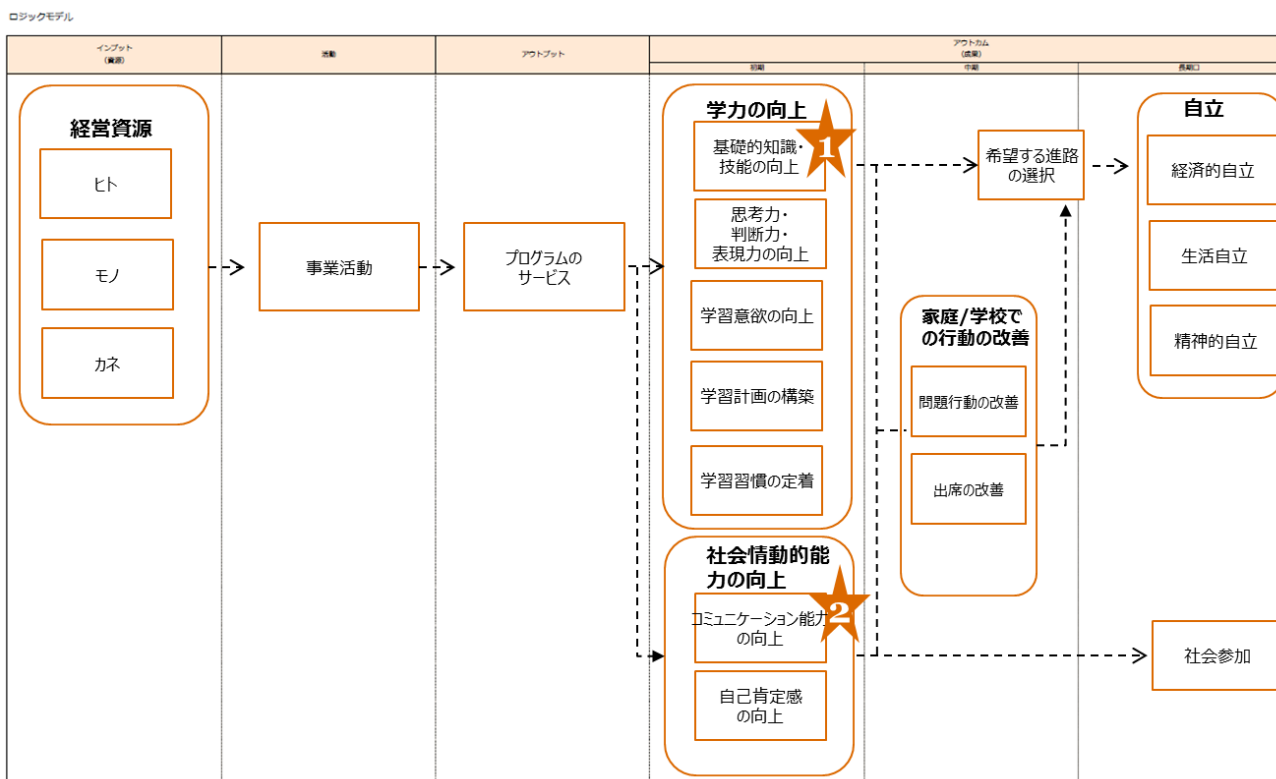 ロジックモデル
インプット
(資源)
活動
アウトプット
アウトカム
(成果)
初期
中期
長期口
経営資源
ヒト
モノ
カネ
事業活動
プログラムの
サービス
学力の向上
1
基礎的知識・
技能の向上
思考力・
判断力・
表現力の向上
学習意欲の向上
学習計画の構築
学習習慣の定着
社会情動的能
力の向上
2
コミュニケーション能力
の向上
自己肯定感
の向上
希望する進路
の選択
家庭/学校で
の行動の改善
問題行動の改善
出席の改善
自立
経済的自立
生活自立
精神的自立
社会参加